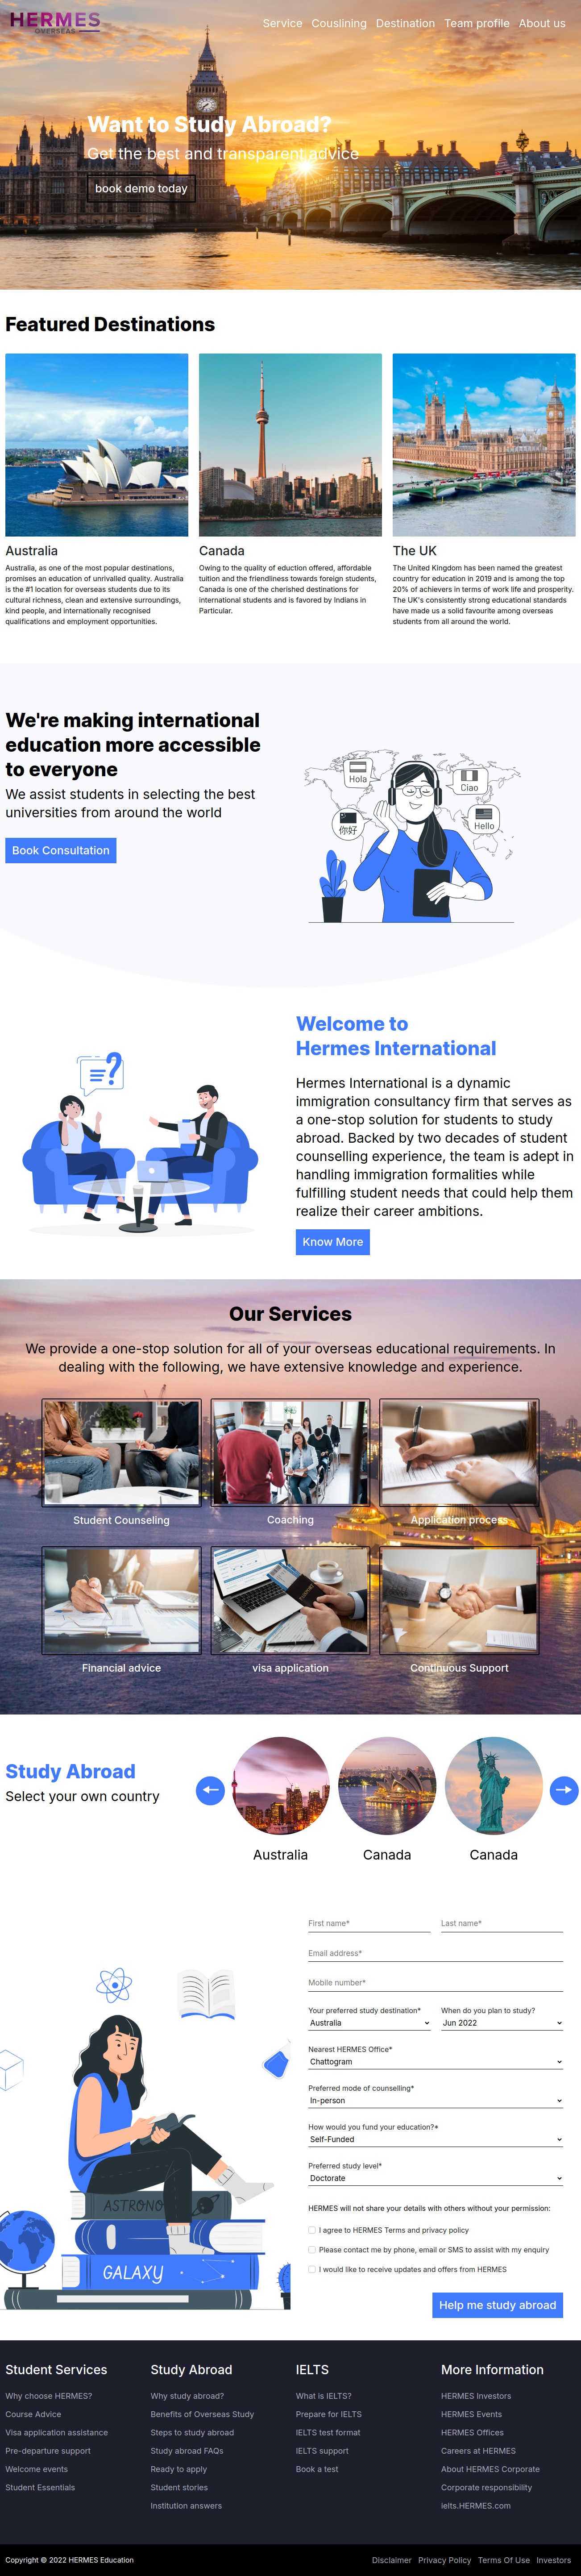 HERMES
OVERSEAS
Service Couslining Destination Team profile About us
Want to Study Abroad?
Get the best and transparent advice
book demo today
Featured Destinations
Australia
Australia, as one of the most popular destinations,
promises an education of unrivalled quality. Australia
is the #1 location for overseas students due to its
cultural richness, clean and extensive surroundings,
kind people, and internationally recognised
qualifications and employment opportunities.
Canada
Owing to the quality of eduction offered, affordable
tuition and the friendliness towards foreign students,
Canada is one of the cherished destinations for
international students and is favored by Indians in
Particular.
The UK
The United Kingdom has been named the greatest
country for education in 2019 and is among the top
20% of achievers in terms of work life and prosperity.
The UK's consistently strong educational standards
have made us a solid favourite among overseas
students from all around the world.
We're making international
education more accessible
to everyone
We assist students in selecting the best
universities from around the world
Book Consultation
Hola
Ciao
你好
Hello
?
Welcome to
Hermes International
Hermes International is a dynamic
immigration consultancy firm that serves as
a one-stop solution for students to study
abroad. Backed by two decades of student
counselling experience, the team is adept in
handling immigration formalities while
fulfilling student needs that could help them
realize their career ambitions.
Know More
Our Services
We provide a one-stop solution for all of your overseas educational requirements. In
dealing with the following, we have extensive knowledge and experience.
Student Counseling
Coaching
Application process
Financial advice
visa application
Continuous Support
Study Abroad
Select your own country
Australia
Canada
Canada
First name*
Last name*
Email address*
Mobile number*
Your preferred study destination*
Australia
When do you plan to study?
Jun 2022
Nearest HERMES Office*
Chattogram
Preferred mode of counselling*
In-person
How would you fund your education?*
Self-Funded
Preferred study level*
Doctorate
HERMES will not share your details with others without your permission:
I agree to HERMES Terms and privacy policy
Please contact me by phone, email or SMS to assist with my enquiry
I would like to receive updates and offers from HERMES
Help me study abroad
ASTRONO
GALAXY
Student Services
Why choose HERMES?
Course Advice
Visa application assistance
Pre-departure support
Welcome events
Student Essentials
Study Abroad
Why study abroad?
Benefits of Overseas Study
Steps to study abroad
Study abroad FAQs
Ready to apply
Student stories
Institution answers
IELTS
What is IELTS?
Prepare for IELTS
IELTS test format
IELTS support
Book a test
More Information
HERMES Investors
HERMES Events
HERMES Offices
Careers at HERMES
About HERMES Corporate
Corporate responsibility
ielts.HERMES.com
Copyright © 2022 HERMES Education
Disclaimer Privacy Policy Terms Of Use Investors